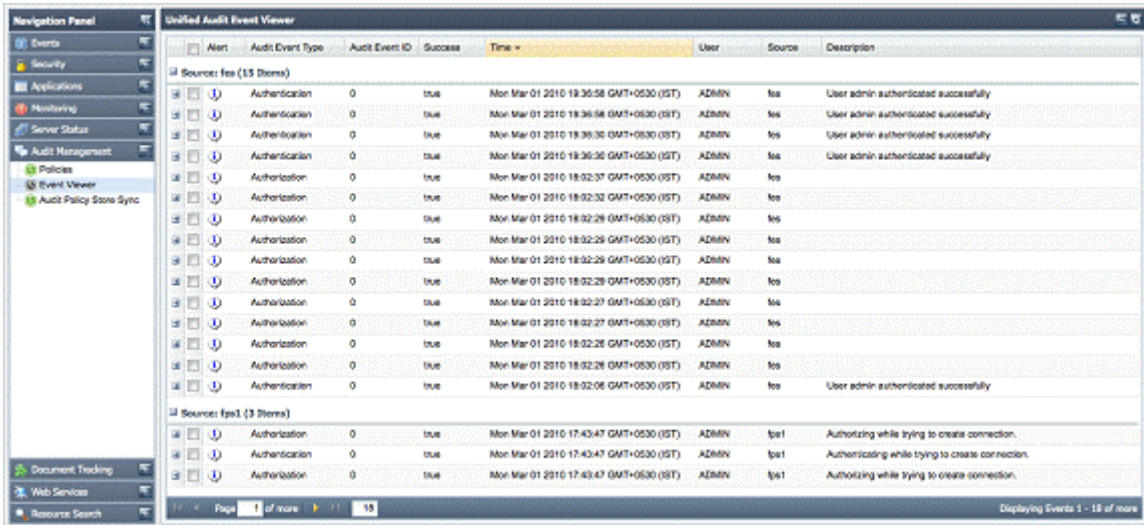 Navigation Panel
Events
Security
Applications
Monitoring
Server Status
Audit Management
Policies
Event Viewer
Audit Policy Store Sync
Document Tracking
Web Services
Resource Search
Unified Audit Event Viewer
Alert Audit Event Type Audit Event ID Success Time User Source Description
Source: fes (15 Items)
Authentication 0 true Mon Mar 01 2010 19:36:58 GMT+0530 (IST) ADMIN fes User admin authenticated successfully
Authentication 0 true Mon Mar 01 2010 19:36:58 GMT+0530 (IST) ADMIN fes User admin authenticated successfully
Authentication 0 true Mon Mar 01 2010 19:36:30 GMT+0530 (IST) ADMIN fes User admin authenticated successfully
Authentication 0 true Mon Mar 01 2010 19:36:30 GMT+0530 (IST) ADMIN fes User admin authenticated successfully
Authorization 0 true Mon Mar 01 2010 18:02:37 GMT+0530 (IST) ADMIN fes
Authorization 0 true Mon Mar 01 2010 18:02:32 GMT+0530 (IST) ADMIN fes
Authorization 0 true Mon Mar 01 2010 18:02:29 GMT+0530 (IST) ADMIN fes
Authorization 0 true Mon Mar 01 2010 18:02:29 GMT+0530 (IST) ADMIN fes
Authorization 0 true Mon Mar 01 2010 18:02:29 GMT+0530 (IST) ADMIN fes
Authorization 0 true Mon Mar 01 2010 18:02:29 GMT+0530 (IST) ADMIN fes
Authorization 0 true Mon Mar 01 2010 18:02:27 GMT+0530 (IST) ADMIN fes
Authorization 0 true Mon Mar 01 2010 18:02:27 GMT+0530 (IST) ADMIN fes
Authorization 0 true Mon Mar 01 2010 18:02:26 GMT+0530 (IST) ADMIN fes
Authorization 0 true Mon Mar 01 2010 18:02:26 GMT+0530 (IST) ADMIN fes
Authentication 0 true Mon Mar 01 2010 18:02:06 GMT+0530 (IST) ADMIN fes User admin authenticated successfully
Source: fps1 (3 Items)
Authorization 0 true Mon Mar 01 2010 17:43:47 GMT+0530 (IST) ADMIN fps1 Authorizing while trying to create connection.
Authentication 0 true Mon Mar 01 2010 17:43:47 GMT+0530 (IST) ADMIN fps1 Authenticating while trying to create connection.
Authorization 0 true Mon Mar 01 2010 17:43:47 GMT+0530 (IST) ADMIN fps1 Authorizing while trying to create connection.
Page 1 of more 18 Displaying Events 1 - 18 of more